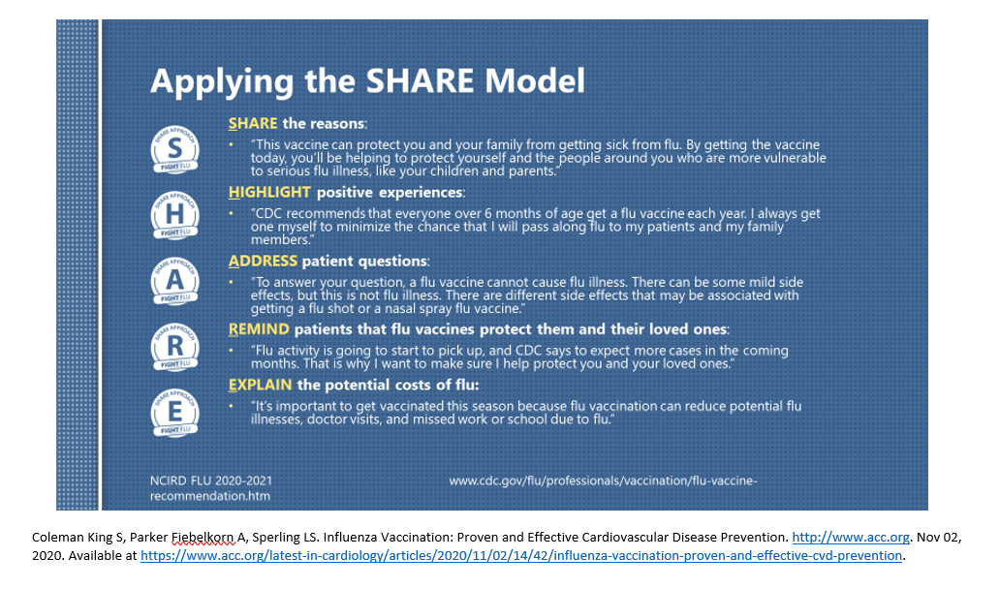 Applying the SHARE Model
SHARE the reasons:
SHARE APPROACH
S
FIGHT FLU
• "This vaccine can protect you and your family from getting sick from flu. By getting the vaccine
today, you'll be helping to protect yourself and the people around you who are more vulnerable
to serious flu illness, like your children and parents."
HIGHLIGHT positive experiences:
SHARE APPROACH
H
FIGHT FLU
• "CDC recommends that everyone over 6 months of age get a flu vaccine each year. I always get
one myself to minimize the chance that I will pass along flu to my patients and my family
members."
ADDRESS patient questions:
SHARE APPROACH
A
FIGHT FLU
• "To answer your question, a flu vaccine cannot cause flu illness. There can be some mild side
effects, but this is not flu illness. There are different side effects that may be associated with
getting a flu shot or a nasal spray flu vaccine."
REMIND patients that flu vaccines protect them and their loved ones:
SHARE APPROACH
R
FIGHT FLU
• "Flu activity is going to start to pick up, and CDC says to expect more cases in the coming
months. That is why I want to make sure I help protect you and your loved ones."
EXPLAIN the potential costs of flu:
SHARE APPROACH
E
FIGHT FLU
• "It's important to get vaccinated this season because flu vaccination can reduce potential flu
illnesses, doctor visits, and missed work or school due to flu."
NCIRD FLU 2020-2021 www.cdc.gov/flu/professionals/vaccination/flu-vaccine-
recommendation.htm
Coleman King S, Parker Fiebelkorn A, Sperling LS. Influenza Vaccination: Proven and Effective Cardiovascular Disease Prevention. http://www.acc.org. Nov 02,
2020. Available at https://www.acc.org/latest-in-cardiology/articles/2020/11/02/14/42/influenza-vaccination-proven-and-effective-cvd-prevention.